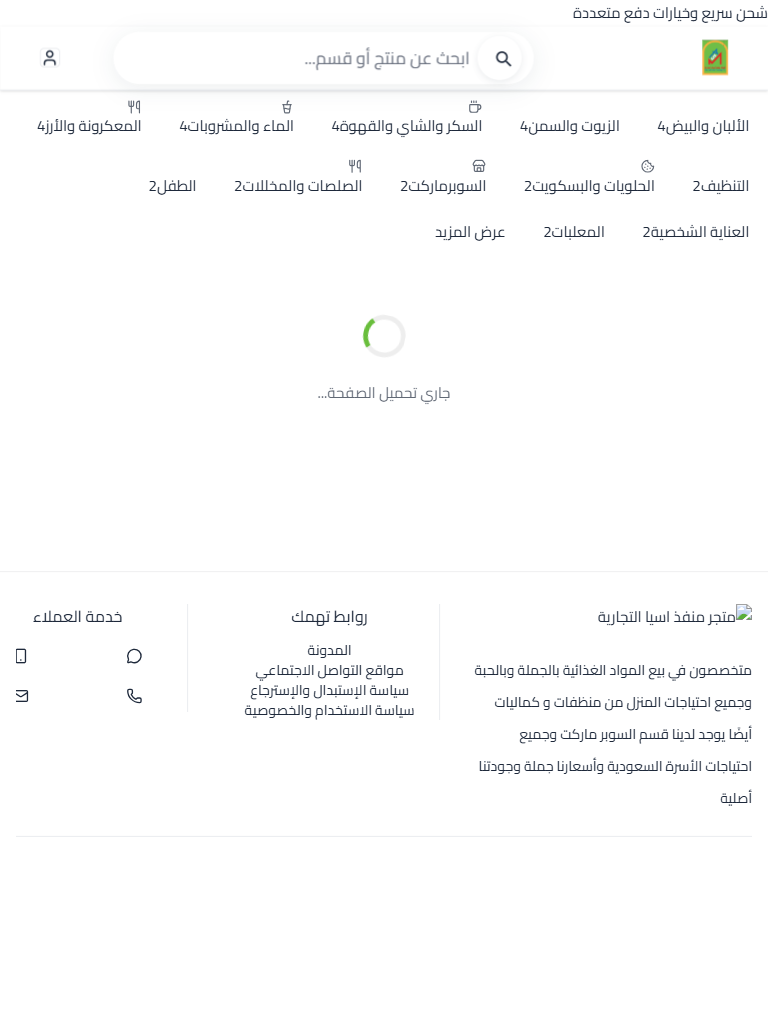 شحن سريع وخيارات دفع متعددة
ابحث عن منتج أو قسم...
الألبان والبيض4
الزيوت والسمن4
السكر والشاي والقهوة4
الماء والمشروبات4
المعكرونة والأرز4
التنظيف2
الحلويات والبسكويت2
السوبرماركت2
الصلصات والمخللات2
الطفل2
العناية الشخصية2
المعلبات2
عرض المزيد
جاري تحميل الصفحة...
متجر منفذ اسيا التجارية
متخصصون في بيع المواد الغذائية بالجملة وبالحبة
وجميع احتياجات المنزل من منظفات و كماليات
أيضًا يوجد لدينا قسم السوبر ماركت وجميع
احتياجات الأسرة السعودية وأسعارنا جملة وجودتنا
أصلية
روابط تهمك
المدونة
مواقع التواصل الاجتماعي
سياسة الإستبدال والإسترجاع
سياسة الاستخدام والخصوصية
خدمة العملاء